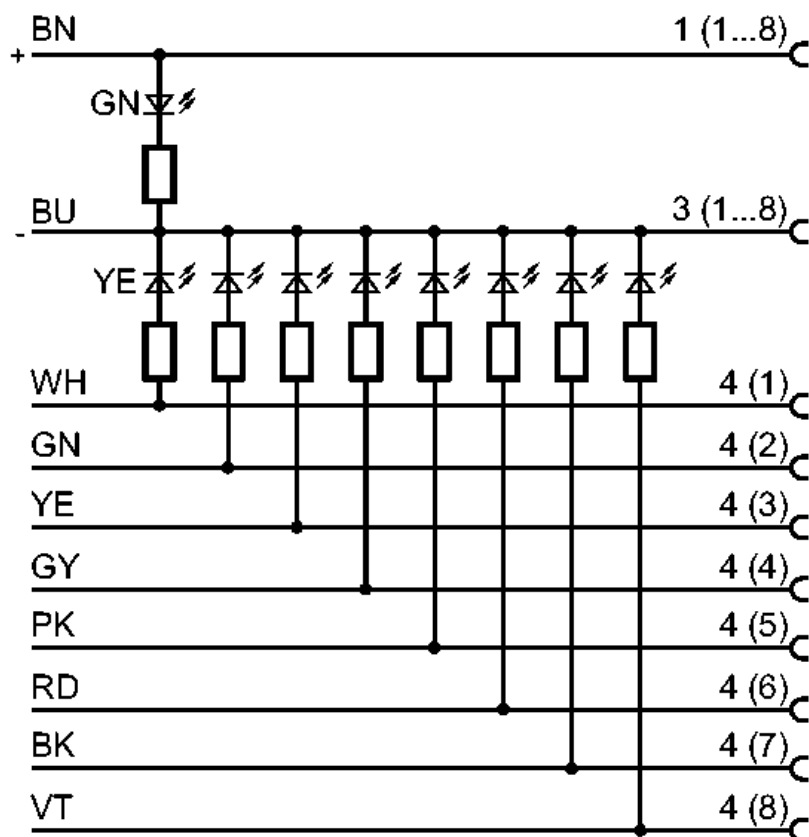 BN 1 (1...8)
+
GN
BU 3 (1...8)
-
YE
WH 4 (1)
GN 4 (2)
YE 4 (3)
GY 4 (4)
PK 4 (5)
RD 4 (6)
BK 4 (7)
VT 4 (8)